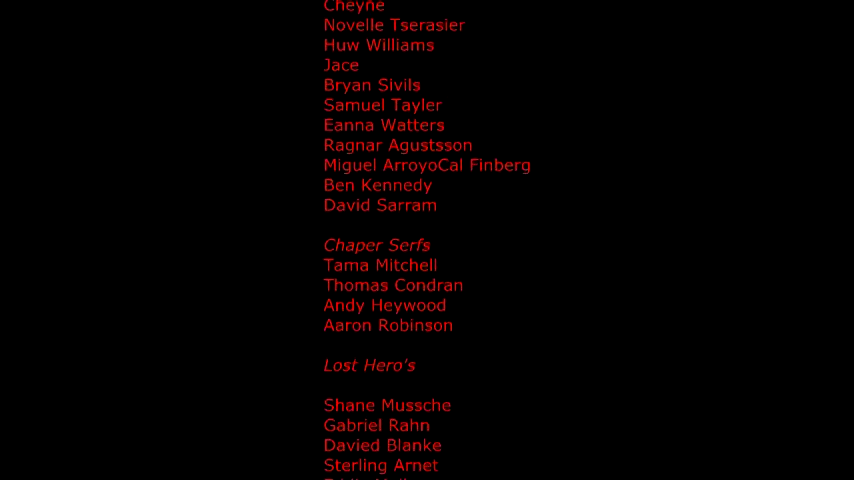 Cheyne
Novelle Tserasier
Huw Williams
Jace
Bryan Sivils
Samuel Tayler
Eanna Watters
Ragnar Agustsson
Miguel ArroyoCal Finberg
Ben Kennedy
David Sarram
Chaper Serfs
Tama Mitchell
Thomas Condran
Andy Heywood
Aaron Robinson
Lost Hero's
Shane Mussche
Gabriel Rahn
Davied Blanke
Sterling Arnet